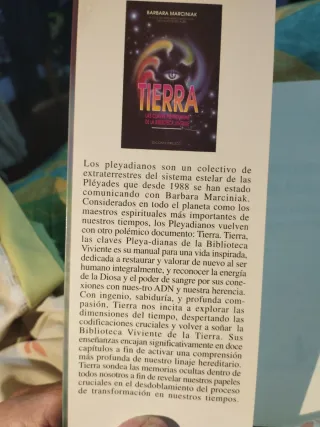 BARBARA MARCINIAK
TIERRA
Los pleyadianos son un colectivo de
extraterrestres del sistema estelar de las
Pléyades que desde 1988 se han estado
comunicando con Barbara Marciniak.
Considerados en todo el planeta como los
maestros espirituales más importantes de
nuestros tiempos, los Pleyadianos vuelven
con otro polémico documento: Tierra. Tierra,
las claves Pleya-dianas de la Biblioteca
Viviente es su manual para una vida inspirada,
dedicada a restaurar y valorar de nuevo al ser
humano integralmente, y reconocer la energía
de la Diosa y el poder de sangre por sus cone-
xiones con nues-tro ADN y nuestra herencia.
Con ingenio, sabiduría, y profunda com-
pasión, Tierra nos incita a explorar las
dimensiones del tiempo, despertando las
codificaciones cruciales y volver a soñar la
Biblioteca Viviente de la Tierra. Sus
enseñanzas encajan significativamente en doce
capítulos a fin de activar una comprensión
más profunda de nuestro linaje hereditario.
Tierra sondea las memorias ocultas dentro de
todos nosotros a fin de revelar nuestros papeles
cruciales en el desdoblamiento del proceso
de transformación en nuestros tiempos.